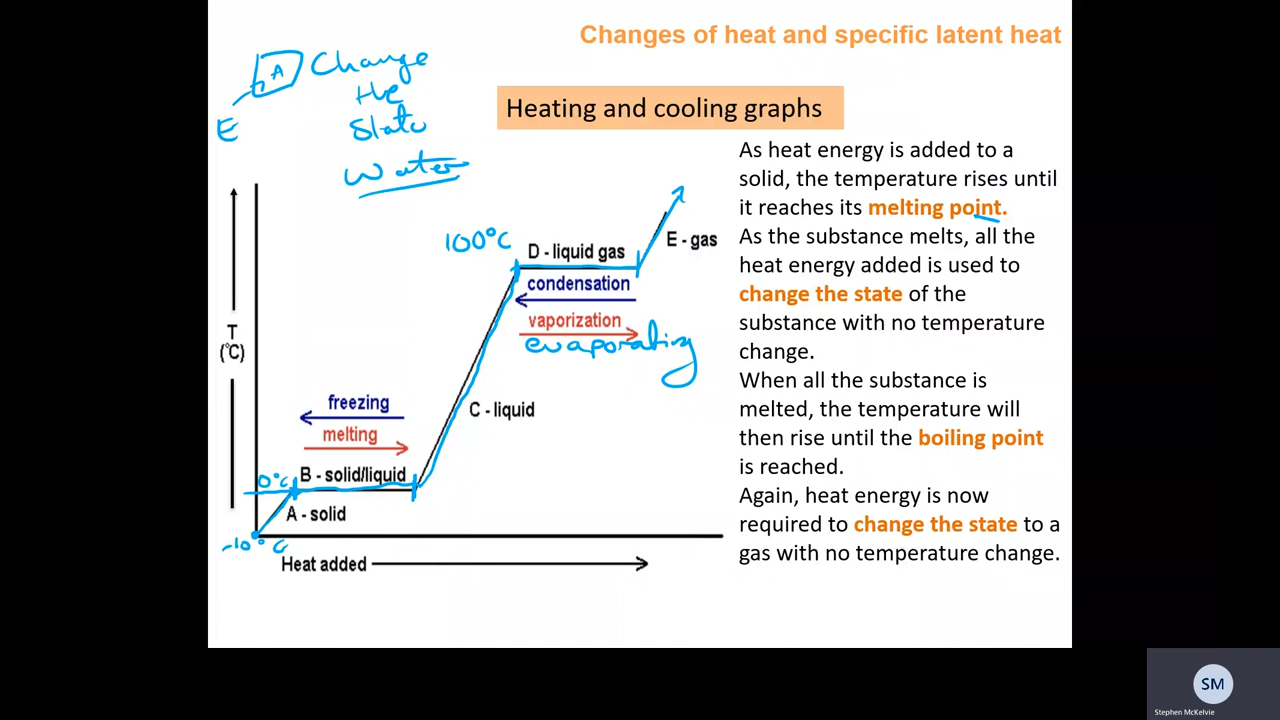 Changes of heat and specific latent heat
A Change
the
State
Water
E
Heating and cooling graphs
As heat energy is added to a
solid, the temperature rises until
it reaches its melting point.
As the substance melts, all the
heat energy added is used to
change the state of the
substance with no temperature
change.
When all the substance is
melted, the temperature will
then rise until the boiling point
is reached.
Again, heat energy is now
required to change the state to a
gas with no temperature change.
100°C
D - liquid gas
E - gas
condensation
vaporization
evaporating
T
(°C)
freezing
C - liquid
melting
0°C
B - solid/liquid
A - solid
-10°C
Heat added
SM
Stephen McKelvie